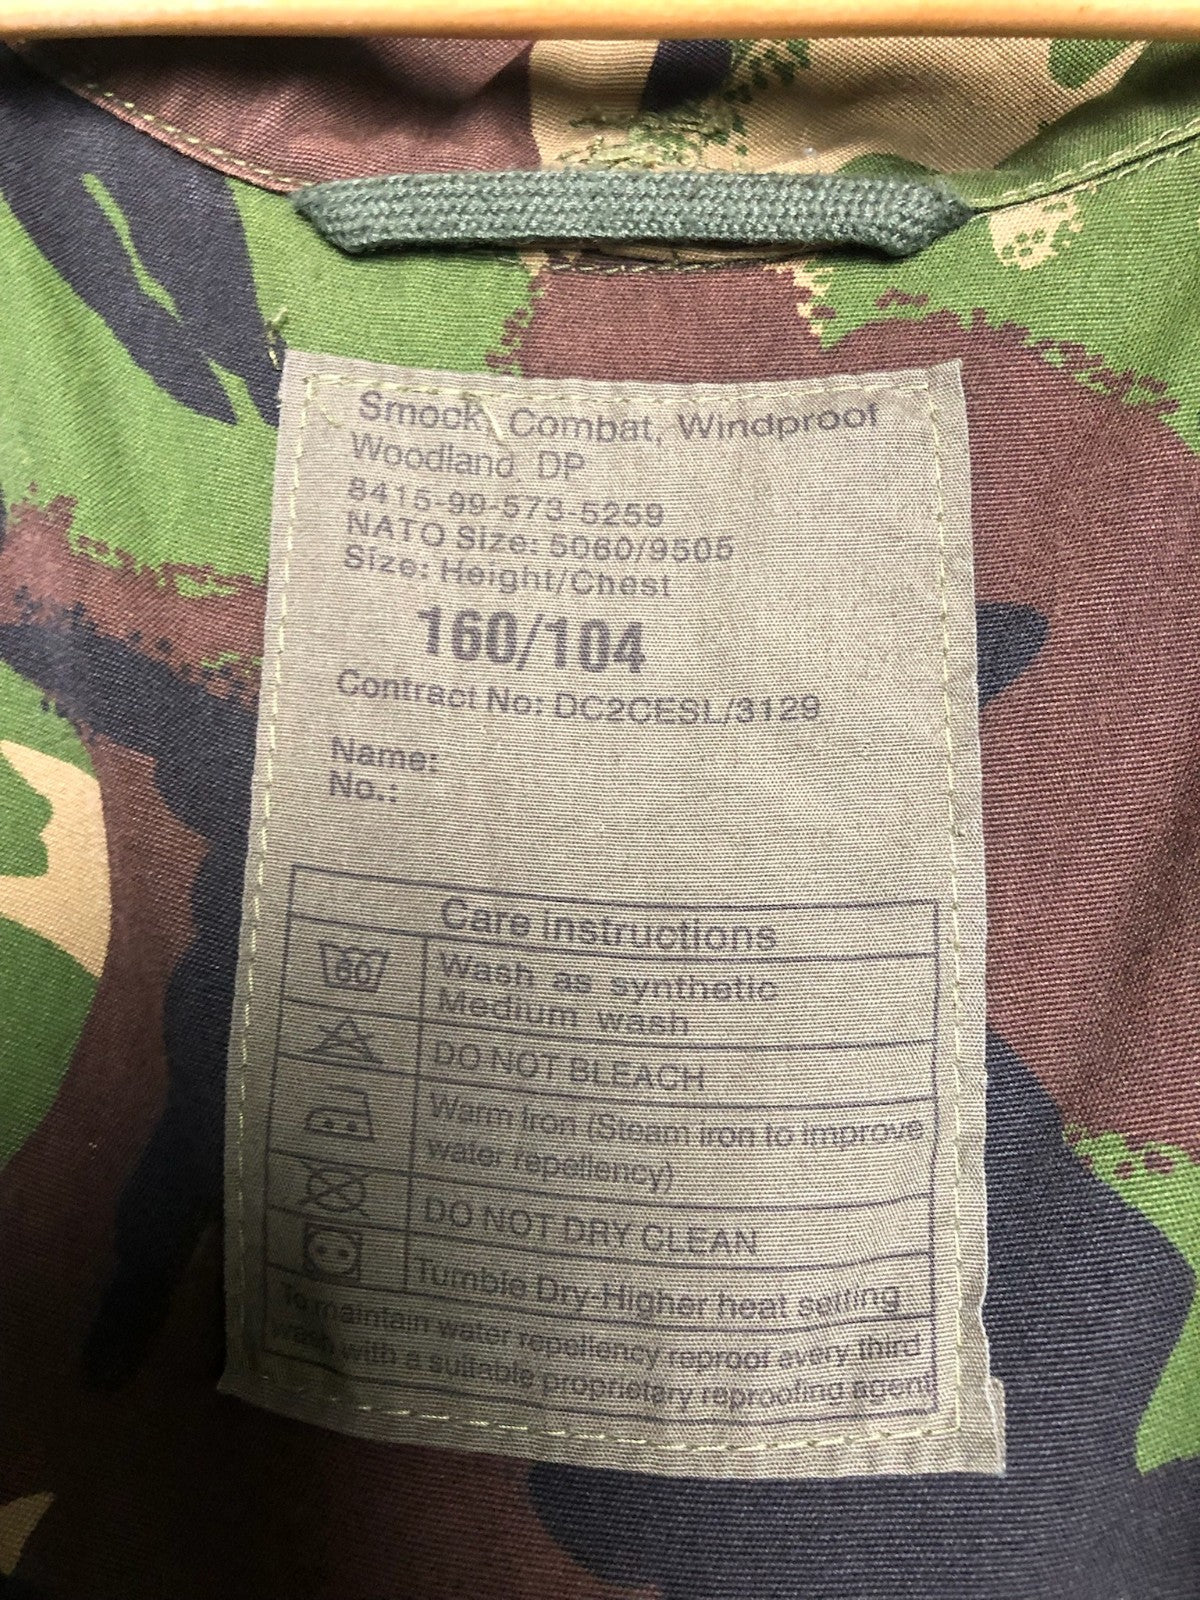 Smock, Combat, Windproof
Woodland DP
8415-99-573-5259
NATO Size: 5060/9505
Size: Height/Chest
160/104
Contract No: DC2CESL/3129
Name:
No.:
Care instructions
60
Wash as synthetic
Medium wash
DO NOT BLEACH
Warm iron (Steam iron to improve
water repellency)
DO NOT DRY CLEAN
Tumble Dry-Higher heat setting
To maintain water repellency reproof every third
wash with a suitable proprietary reproofing agent